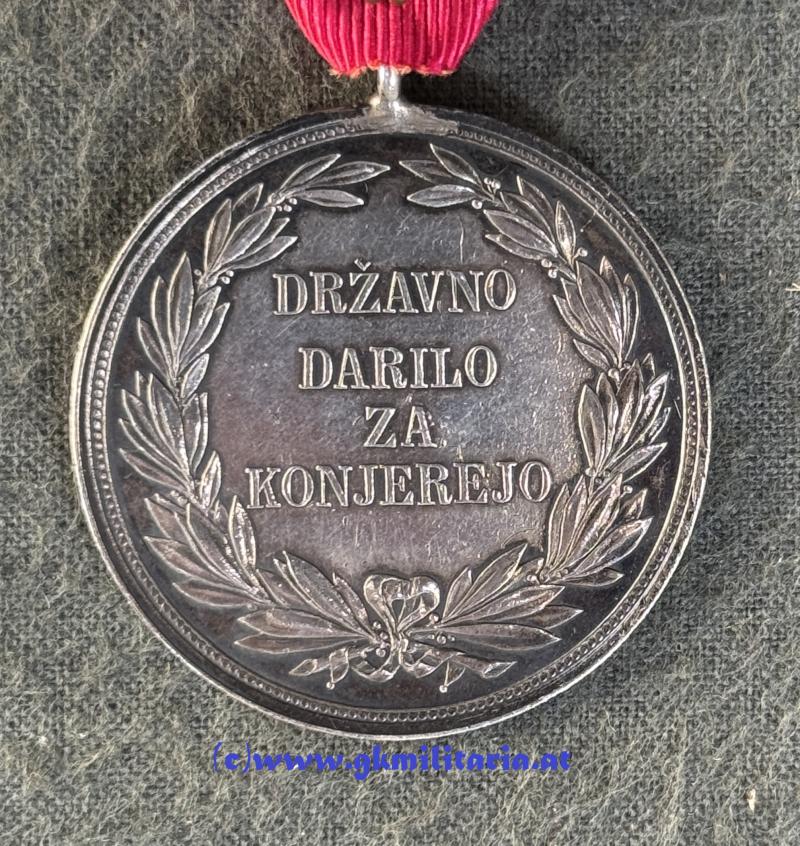 DRŽAVNO
DARILO
ZA
KONJEREJO
(c)www.gkmilitaria.at